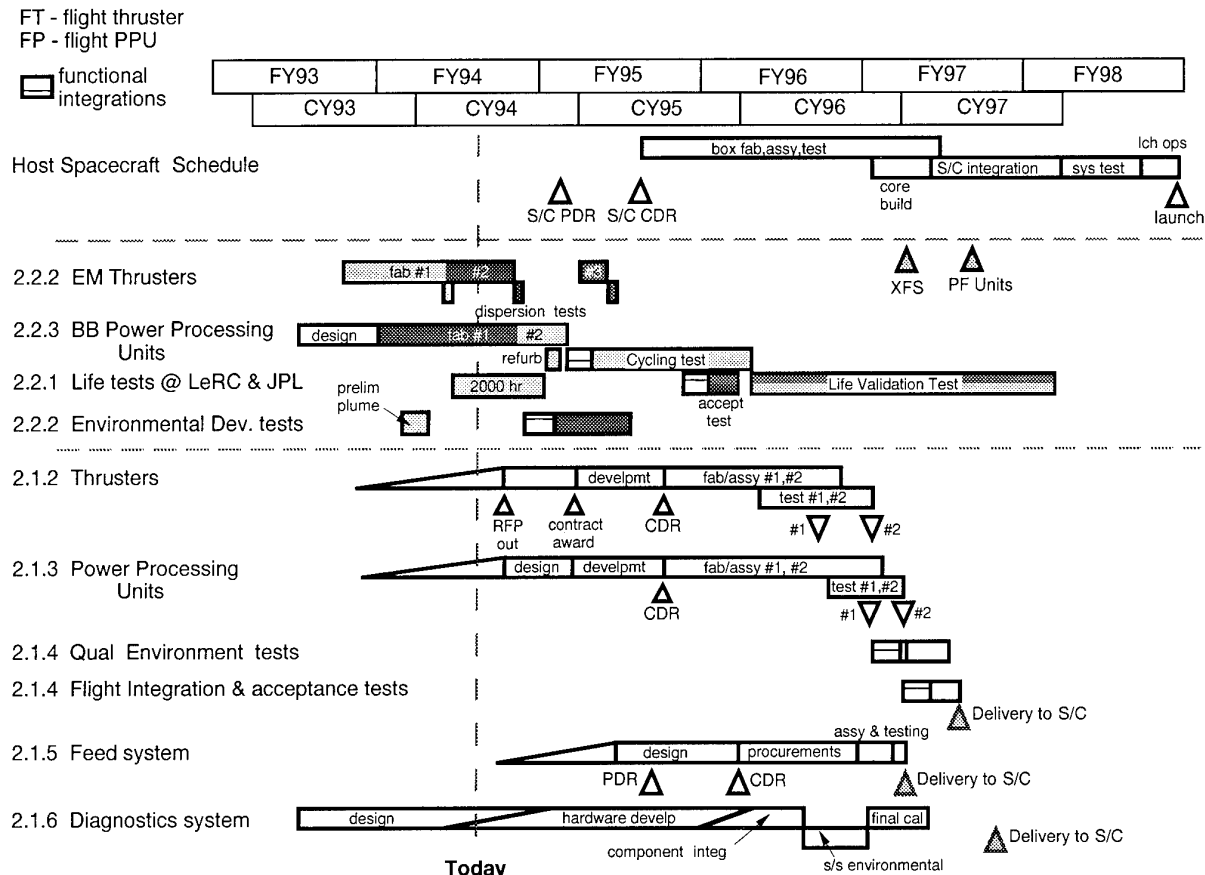 FT - flight thruster
FP - flight PPU
functional
integrations
FY93 FY94 FY95 FY96 FY97 FY98
CY93 CY94 CY95 CY96 CY97
Host Spacecraft Schedule
box fab,assy,test
lch ops
core
build
S/C integration
sys test
S/C PDR
S/C CDR
launch
2.2.2 EM Thrusters
fab #1
#2
#3
XFS
PF Units
dispersion tests
2.2.3 BB Power Processing
Units
design
fab #1
#2
refurb
Cycling test
2.2.1 Life tests @ LeRC & JPL
2000 hr
accept
test
Life Validation Test
prelim
plume
2.2.2 Environmental Dev. tests
2.1.2 Thrusters
develpmt
fab/assy #1,#2
test #1,#2
RFP
out
contract
award
CDR
#1
#2
2.1.3 Power Processing
Units
design
develpmt
fab/assy #1, #2
test #1,#2
CDR
#1
#2
2.1.4 Qual Environment tests
2.1.4 Flight Integration & acceptance tests
Delivery to S/C
2.1.5 Feed system
assy & testing
design
procurements
PDR
CDR
Delivery to S/C
2.1.6 Diagnostics system
design
hardware develp
final cal
component integ
s/s environmental
Delivery to S/C
Today